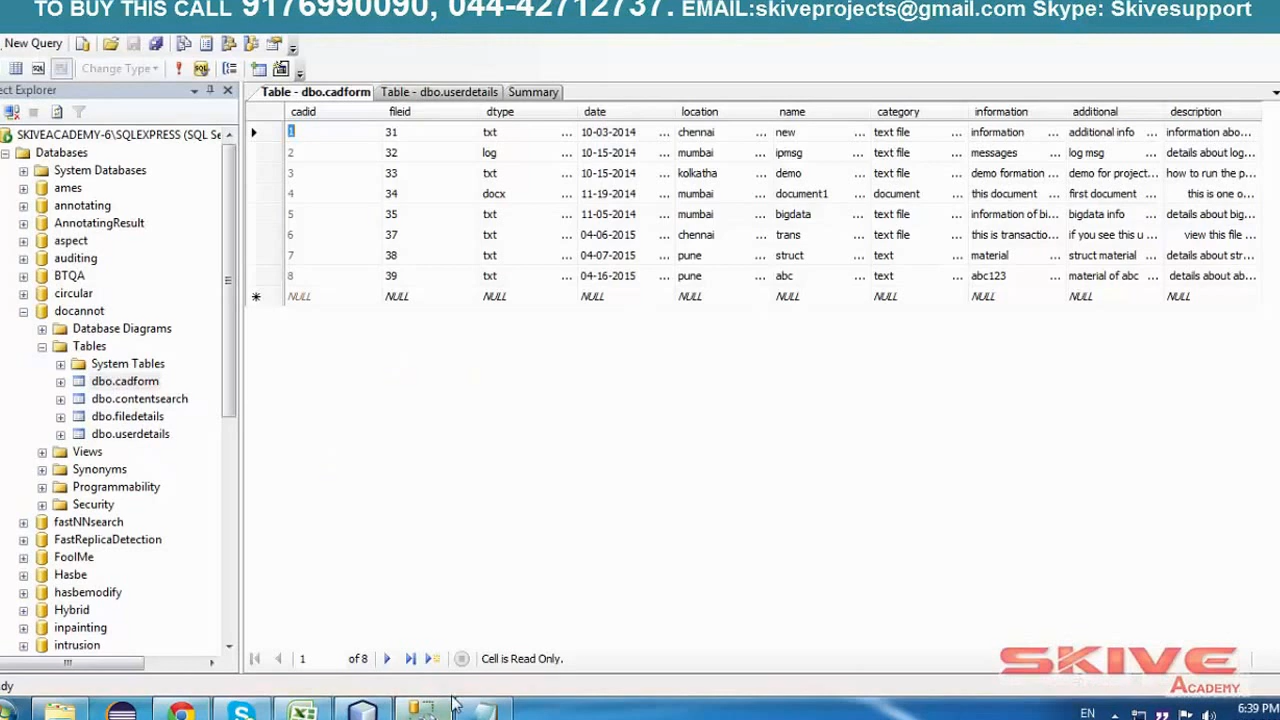 TO BUY THIS CALL 9176990090, 044-42712737. EMAIL:skiveprojects@gmail.com Skype: Skivesupport
New Query
Change Type
ect Explorer
Table - dbo.cadform Table - dbo.userdetails Summary
SKIVEACADEMY-6\SQLEXPRESS (SQL Se
Databases
System Databases
ames
annotating
AnnotatingResult
aspect
auditing
BTQA
circular
docannot
Database Diagrams
Tables
System Tables
dbo.cadform
dbo.contentsearch
dbo.filedetails
dbo.userdetails
Views
Synonyms
Programmability
Security
fastNNsearch
FastReplicaDetection
FoolMe
Hasbe
hasbemodify
Hybrid
inpainting
intrusion
cadid fileid dtype date location name category information additional description
1 31 txt ... 10-03-2014 ... chennai ... new ... text file ... information ... additional info ... information abo...
2 32 log ... 10-15-2014 ... mumbai ... ipmsg ... text file ... messages ... log msg ... details about log...
3 33 txt ... 10-15-2014 ... kolkatha ... demo ... text file ... demo formation ... demo for project... how to run the p...
4 34 docx ... 11-19-2014 ... mumbai ... document1 ... document ... this document ... first document ... this is one o...
5 35 txt ... 11-05-2014 ... mumbai ... bigdata ... text file ... information of bi... bigdata info ... details about big...
6 37 txt ... 04-06-2015 ... chennai ... trans ... text file ... this is transactio... if you see this u ... view this file ...
7 38 txt ... 04-07-2015 ... pune ... struct ... text ... material ... struct material ... details about str...
8 39 txt ... 04-16-2015 ... pune ... abc ... text ... abc123 ... material of abc ... details about ab...
NULL NULL NULL NULL NULL NULL NULL NULL NULL NULL
1 of 8 Cell is Read Only.
SKIVE
ACADEMY
dy
EN 6:39 PM